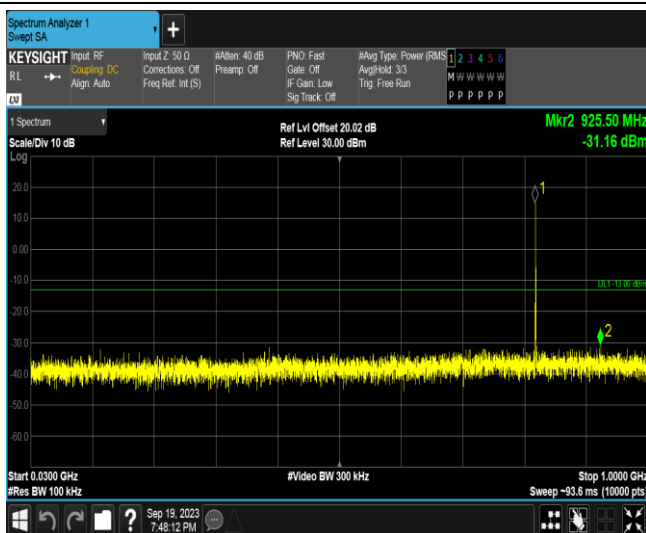 Spectrum Analyzer 1
Swept SA
KEYSIGHT
RL
Input: RF
Coupling: DC
Align: Auto
Input Z: 50 Ω
Corrections: Off
Freq Ref: Int (S)
#Atten: 40 dB
Preamp: Off
PNO: Fast
Gate: Off
IF Gain: Low
Sig Track: Off
#Avg Type: Power (RMS
Avg|Hold: 3/3
Trig: Free Run
1 2 3 4 5 6
M W W W W W
P P P P P P
LXI
1 Spectrum
Scale/Div 10 dB
Log
Ref Lvl Offset 20.02 dB
Ref Level 30.00 dBm
Mkr2 925.50 MHz
-31.16 dBm
1
20.0
10.0
0.00
-10.0
DL1 -13.00 dBm
-20.0
2
-30.0
-40.0
-50.0
-60.0
Start 0.0300 GHz
#Res BW 100 kHz
#Video BW 300 kHz
Stop 1.0000 GHz
Sweep ~93.6 ms (10000 pts)
?
Sep 19, 2023
7:48:12 PM